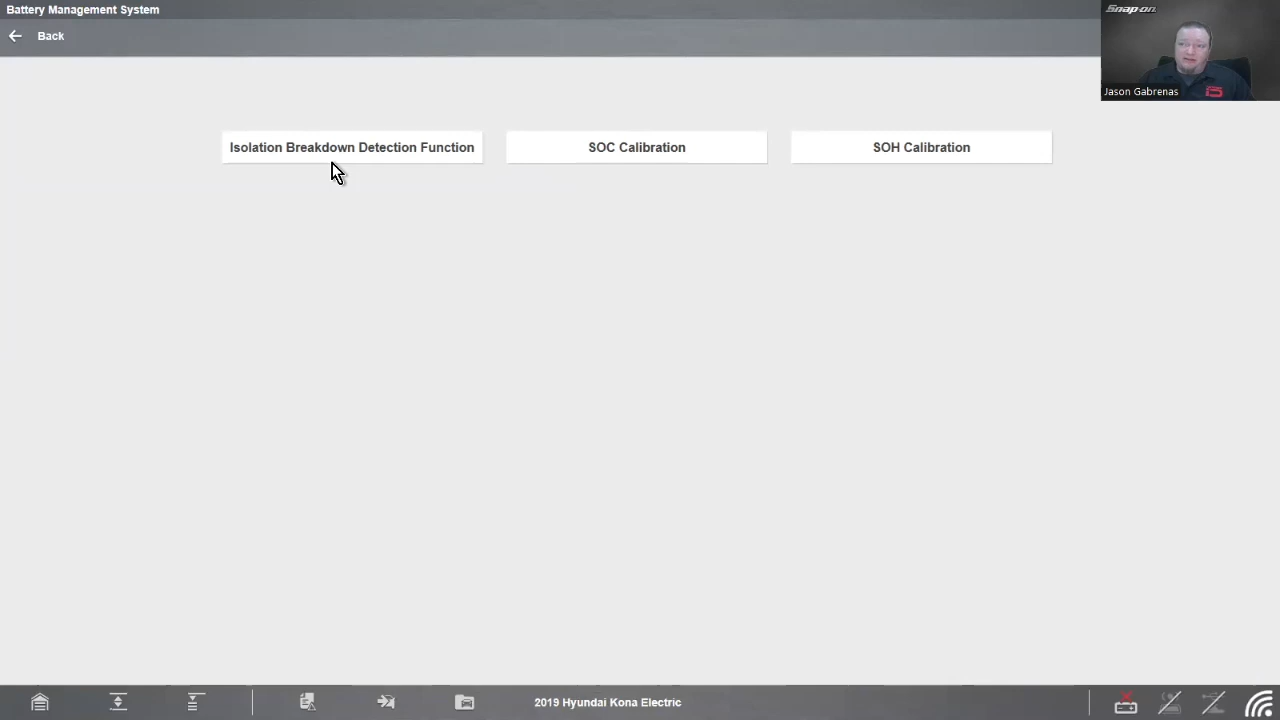 Battery Management System
Back
Snap-on
Jason Gabrenas
Isolation Breakdown Detection Function
SOC Calibration
SOH Calibration
2019 Hyundai Kona Electric